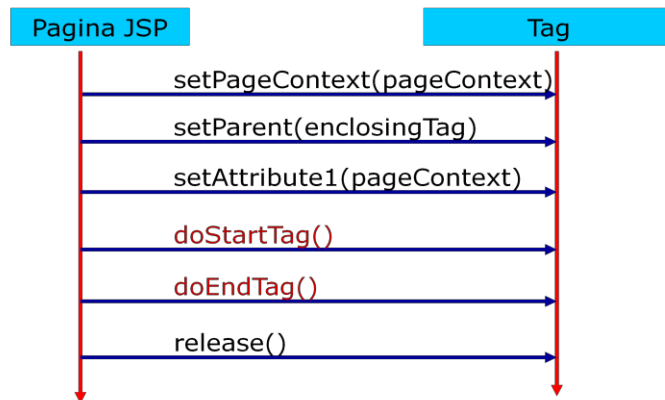 Pagina JSP
Tag
setPageContext(pageContext)
setParent(enclosingTag)
setAttribute1(pageContext)
doStartTag()
doEndTag()
release()